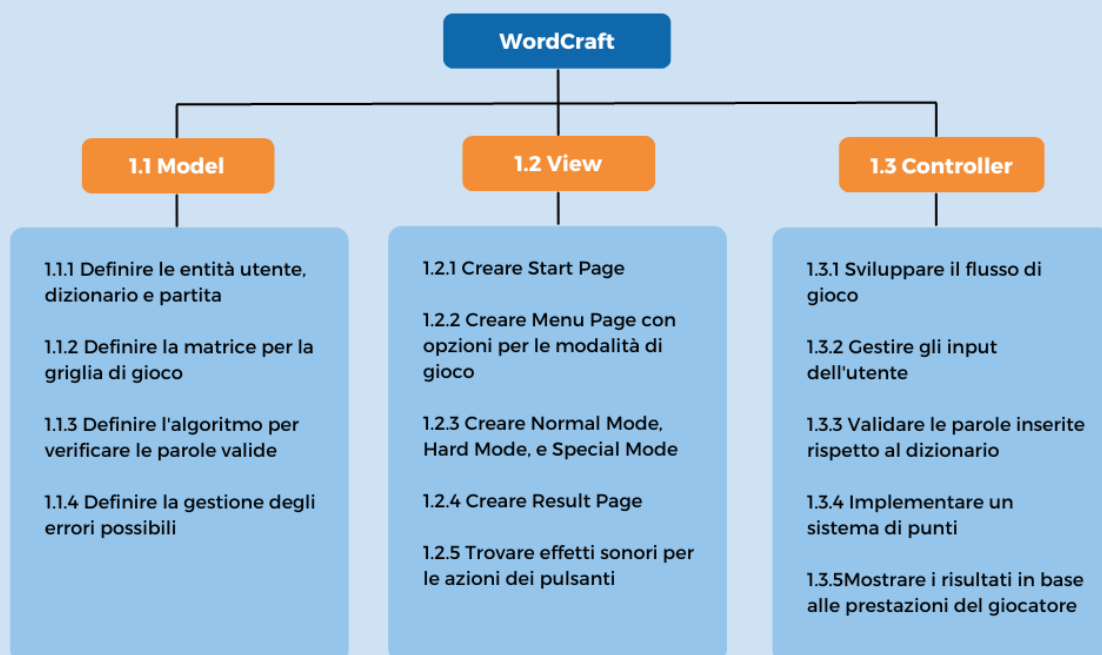 WordCraft
1.1 Model
1.2 View
1.3 Controller
1.1.1 Definire le entità utente,
dizionario e partita
1.1.2 Definire la matrice per la
griglia di gioco
1.1.3 Definire l'algoritmo per
verificare le parole valide
1.1.4 Definire la gestione degli
errori possibili
1.2.1 Creare Start Page
1.2.2 Creare Menu Page con
opzioni per le modalità di
gioco
1.2.3 Creare Normal Mode,
Hard Mode, e Special Mode
1.2.4 Creare Result Page
1.2.5 Trovare effetti sonori per
le azioni dei pulsanti
1.3.1 Sviluppare il flusso di
gioco
1.3.2 Gestire gli input
dell'utente
1.3.3 Validare le parole inserite
rispetto al dizionario
1.3.4 Implementare un
sistema di punti
1.3.5Mostrare i risultati in base
alle prestazioni del giocatore